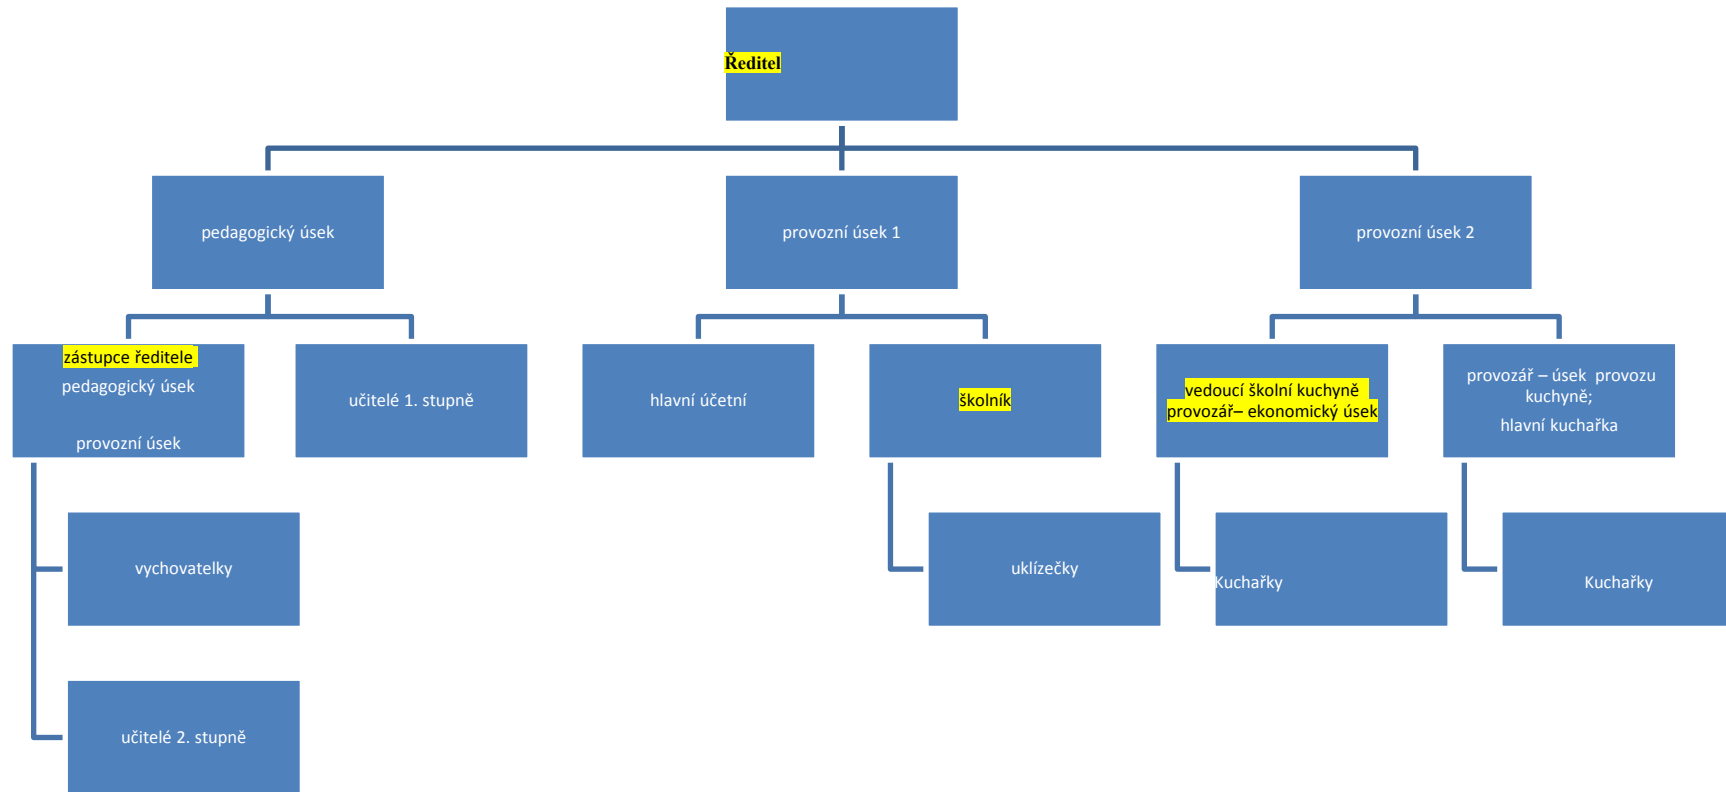 Ředitel
pedagogický úsek
provozní úsek 1
provozní úsek 2
zástupce ředitele
pedagogický úsek
provozní úsek
učitelé 1. stupně
hlavní účetní
školník
vedoucí školní kuchyně
provozář– ekonomický úsek
provozář – úsek  provozu
kuchyně;
hlavní kuchařka
vychovatelky
uklízečky
Kuchařky
Kuchařky
učitelé 2. stupně